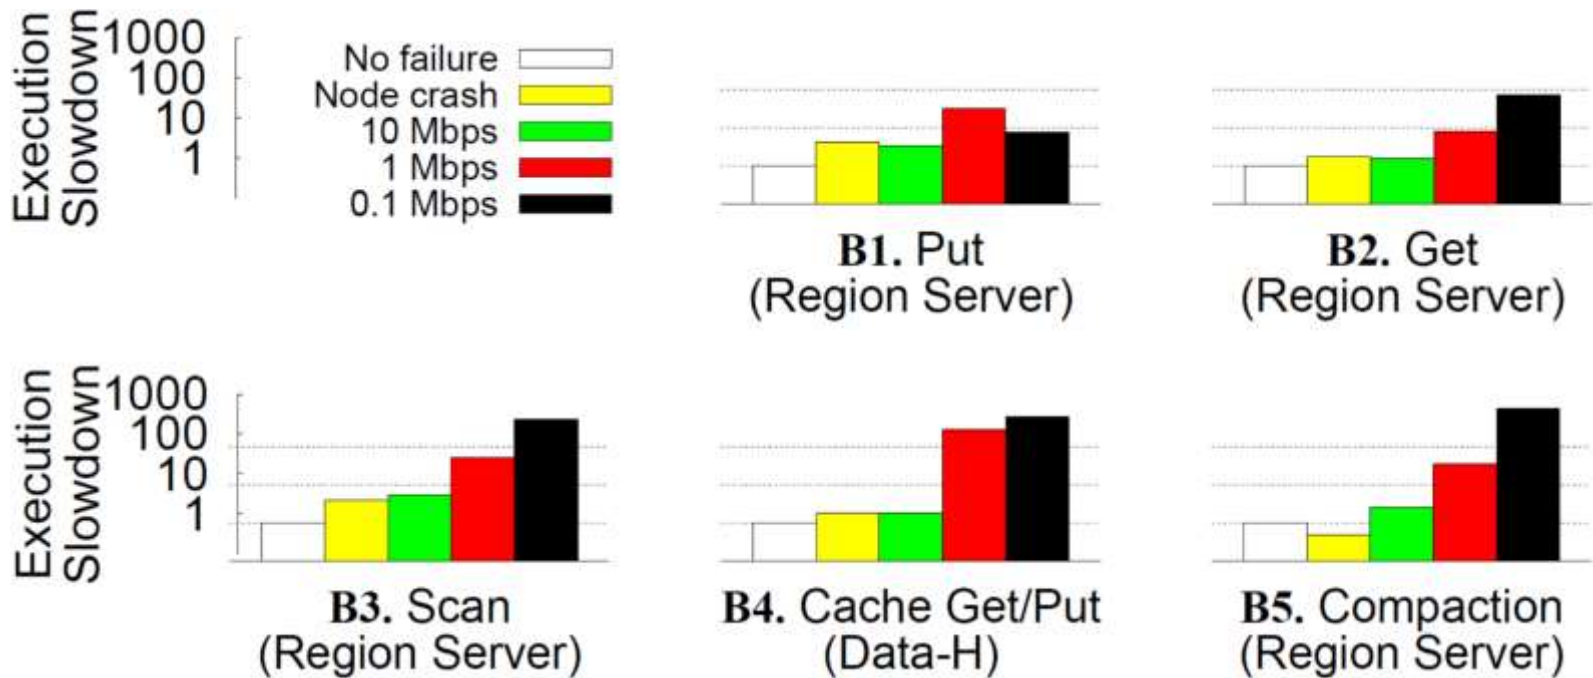 Execution
Slowdown
1000
100
10
1
No failure
Node crash
10 Mbps
1 Mbps
0.1 Mbps
B1. Put
(Region Server)
B2. Get
(Region Server)
Execution
Slowdown
1000
100
10
1
B3. Scan
(Region Server)
B4. Cache Get/Put
(Data-H)
B5. Compaction
(Region Server)